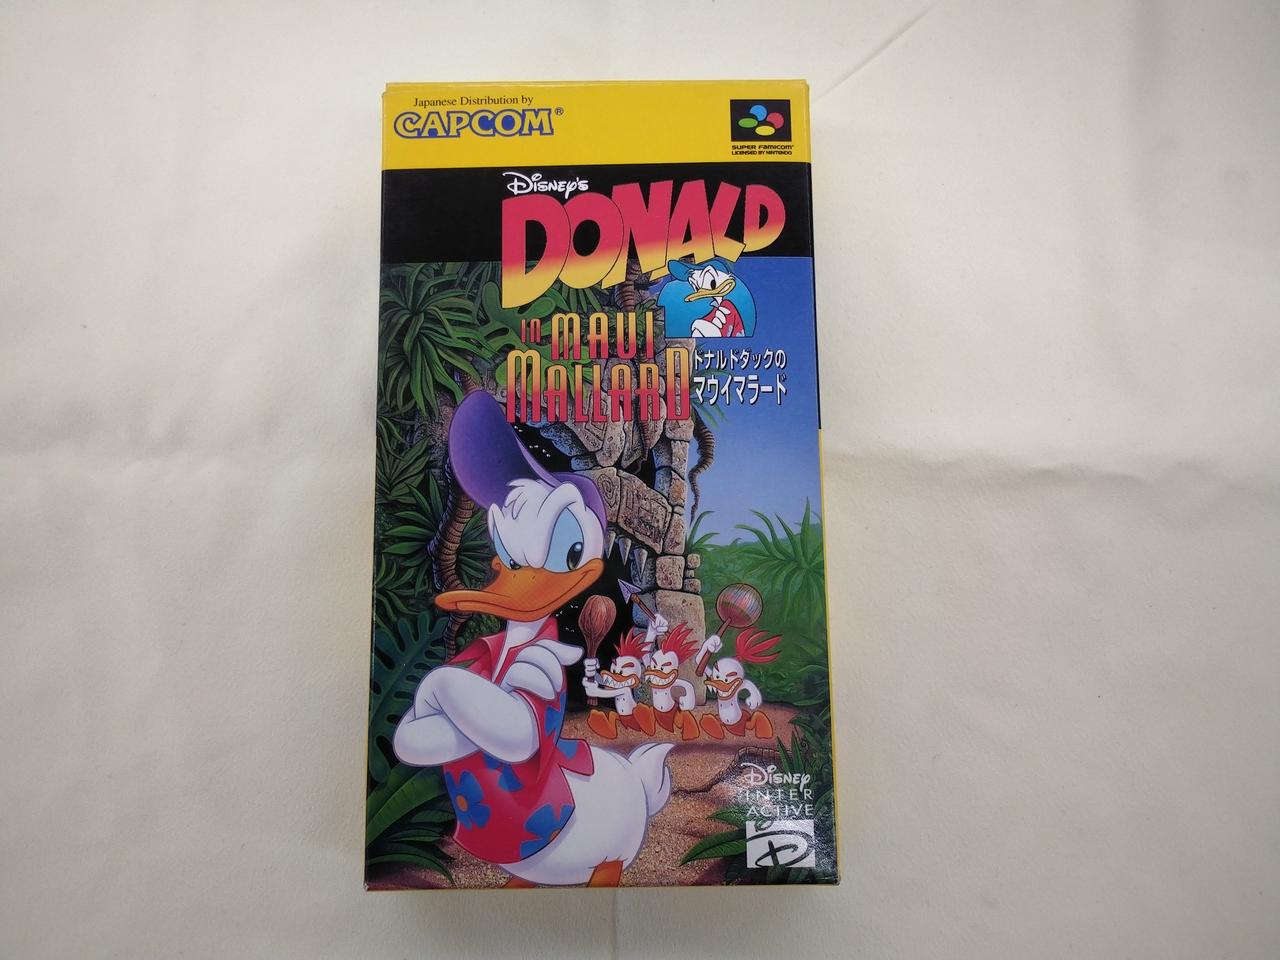 Japanese Distribution by
CAPCOM®
SUPER FAMICOM
LICENSED BY NINTENDO
Disney's
DONALD
IN MAUI
MALLARD
ドナルドダックの
マウイマラード
Disney
INTER
ACTIVE
D